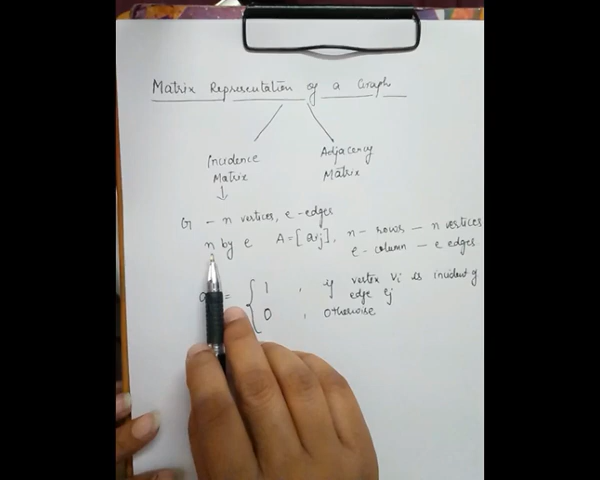 Matrix Representation of a Graph
Incidence Matrix
Adjacency Matrix
G - n vertices, e-edges
n by e A = [aij], n - rows - n vertices
e - column - e edges
= { 1 , if vertex vi is incident of edge ej
0 , otherwise